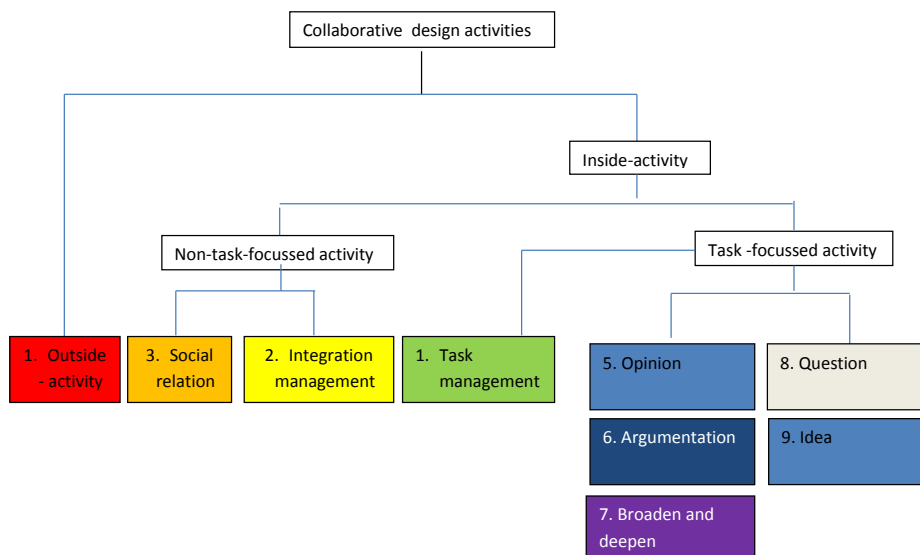 Collaborative design activities
Inside-activity
Non-task-focussed activity
Task -focussed activity
1. Outside
- activity
3. Social
relation
2. Integration
management
1. Task
management
5. Opinion
8. Question
6. Argumentation
9. Idea
7. Broaden and
deepen